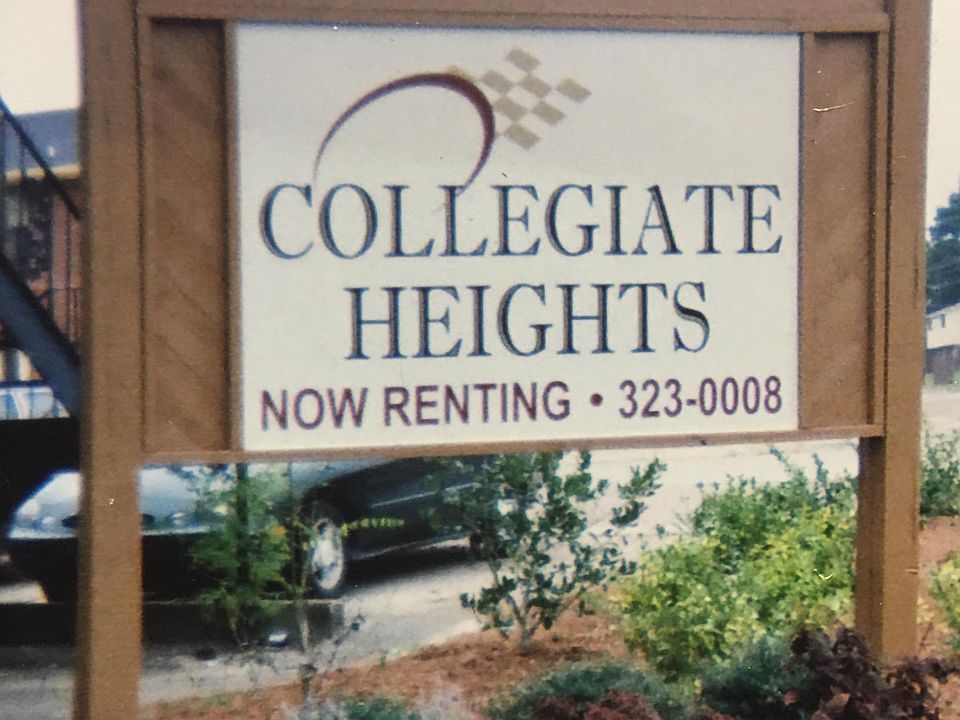 COLLEGIATE
HEIGHTS
NOW RENTING • 323-0008